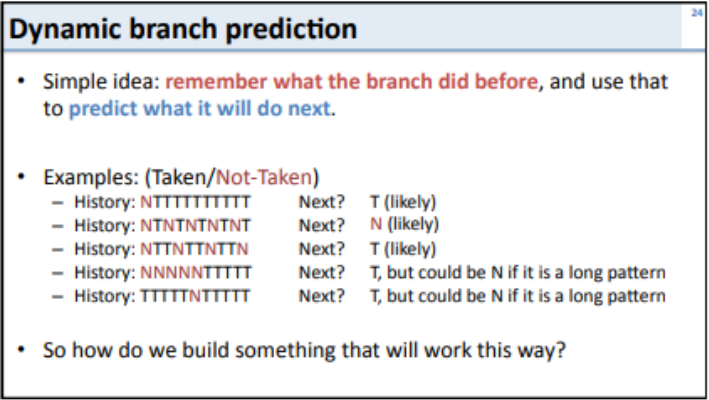 24
Dynamic branch prediction
• Simple idea: remember what the branch did before, and use that
to predict what it will do next.
• Examples: (Taken/Not-Taken)
– History: NTTTTTTTTTT Next? T (likely)
– History: NTNTNTNTNT Next? N (likely)
– History: NTTNTTNTTN Next? T (likely)
– History: NNNNNTTTTT Next? T, but could be N if it is a long pattern
– History: TTTTTNTTTTT Next? T, but could be N if it is a long pattern
• So how do we build something that will work this way?